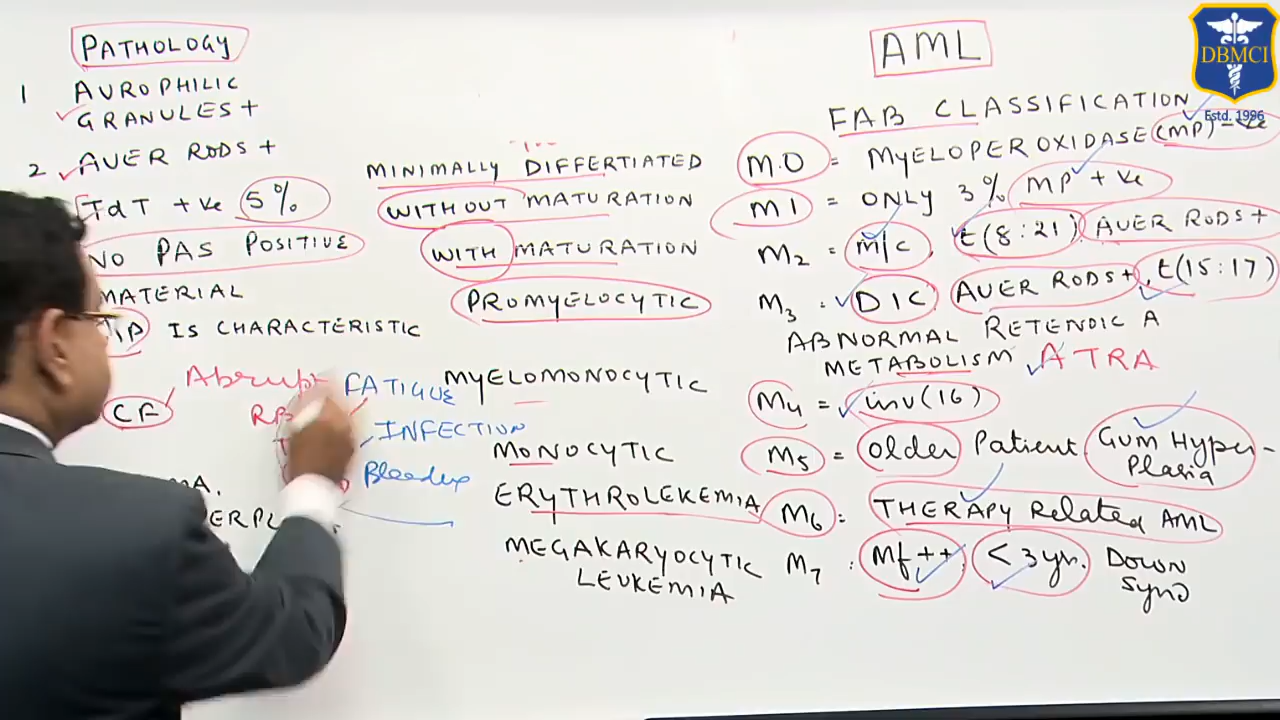 PATHOLOGY
1 AUROPHILIC
GRANULES +
2 AUER RODS +
TdT +ve 5%
NO PAS POSITIVE
MATERIAL
IS CHARACTERISTIC
Abrupt
CF
FATIGUE
INFECTION
MINIMALLY DIFFERTIATED
WITHOUT MATURATION
WITH MATURATION
PROMYELOCYTIC
MYELOMONOCYTIC
MONOCYTIC
ERYTHROLEKEMIA
MEGAKARYOCYTIC
LEUKEMIA
AML
FAB CLASSIFICATION
M.O = MYELOPEROXIDASE (MP) -ve
M1 = ONLY 3% MP +ve
M2 = M/C t(8:21) AUER RODS +
M3 = DIC AUER RODS +, t(15:17)
ABNORMAL RETENDIC A
METABOLISM ATRA
M4 = inv(16)
M5 = older Patient Gum Hyper-
Plasia
M6 = THERAPY Related AML
M7 : Mf ++ < 3yr. Down
Synd
DBMCI
Estd. 1996